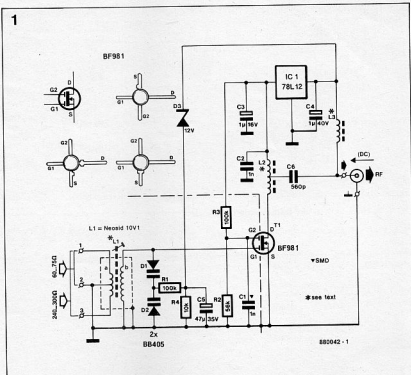 1
BF981
D
G2
G1
S
S
G1
D
G2
S
G1
D
G2
S
G2
D
G1
D3
12V
IC 1
78L12
C3
1µ 16V
C4
1µ 40V
*
L3
C2
1n
L2
*
C6
560p
(DC)
RF
R3
100k
T1
D
G2
G1
S
BF981
L1 = Neosid 10V1
*
L1
a
b
1
2
3
60..75Ω
240..300Ω
D1
D2
R1
100k
R4
10k
C5
47µ 35V
R2
56k
C1
1n
▾SMD
*see text
2x
BB405
880042 - 1